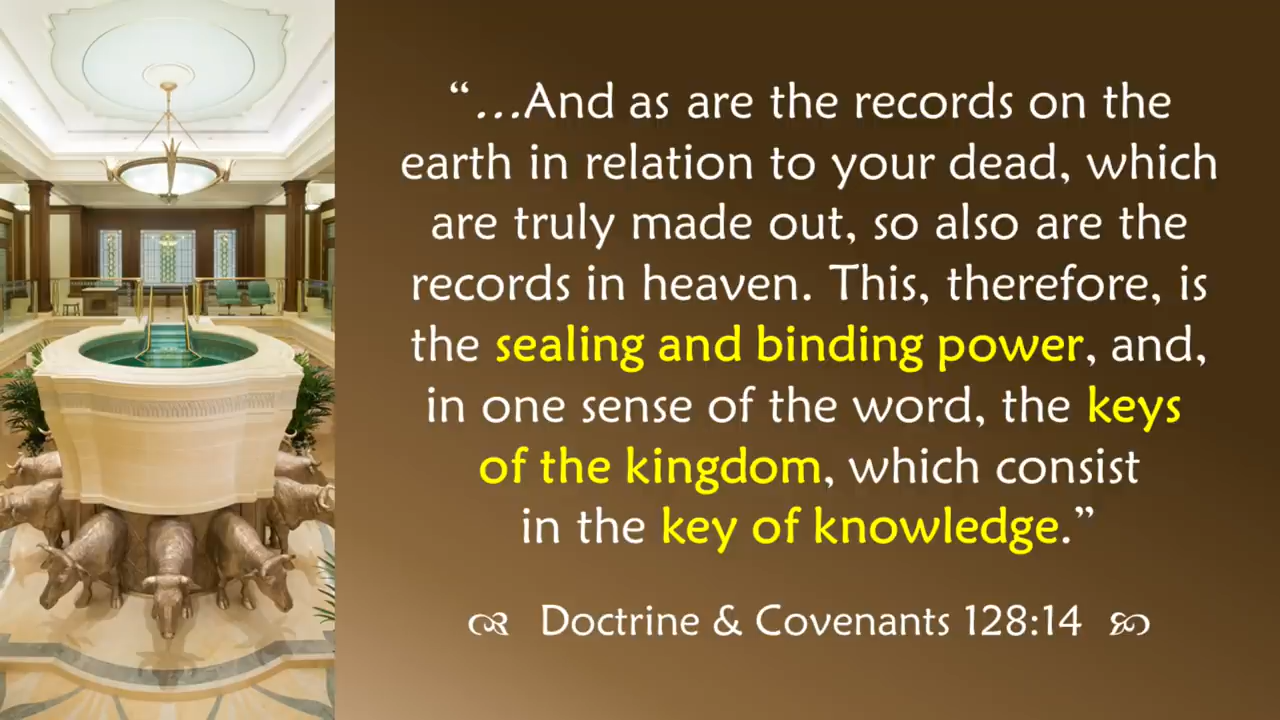 “…And as are the records on the
earth in relation to your dead, which
are truly made out, so also are the
records in heaven. This, therefore, is
the sealing and binding power, and,
in one sense of the word, the keys
of the kingdom, which consist
in the key of knowledge.”
Doctrine & Covenants 128:14